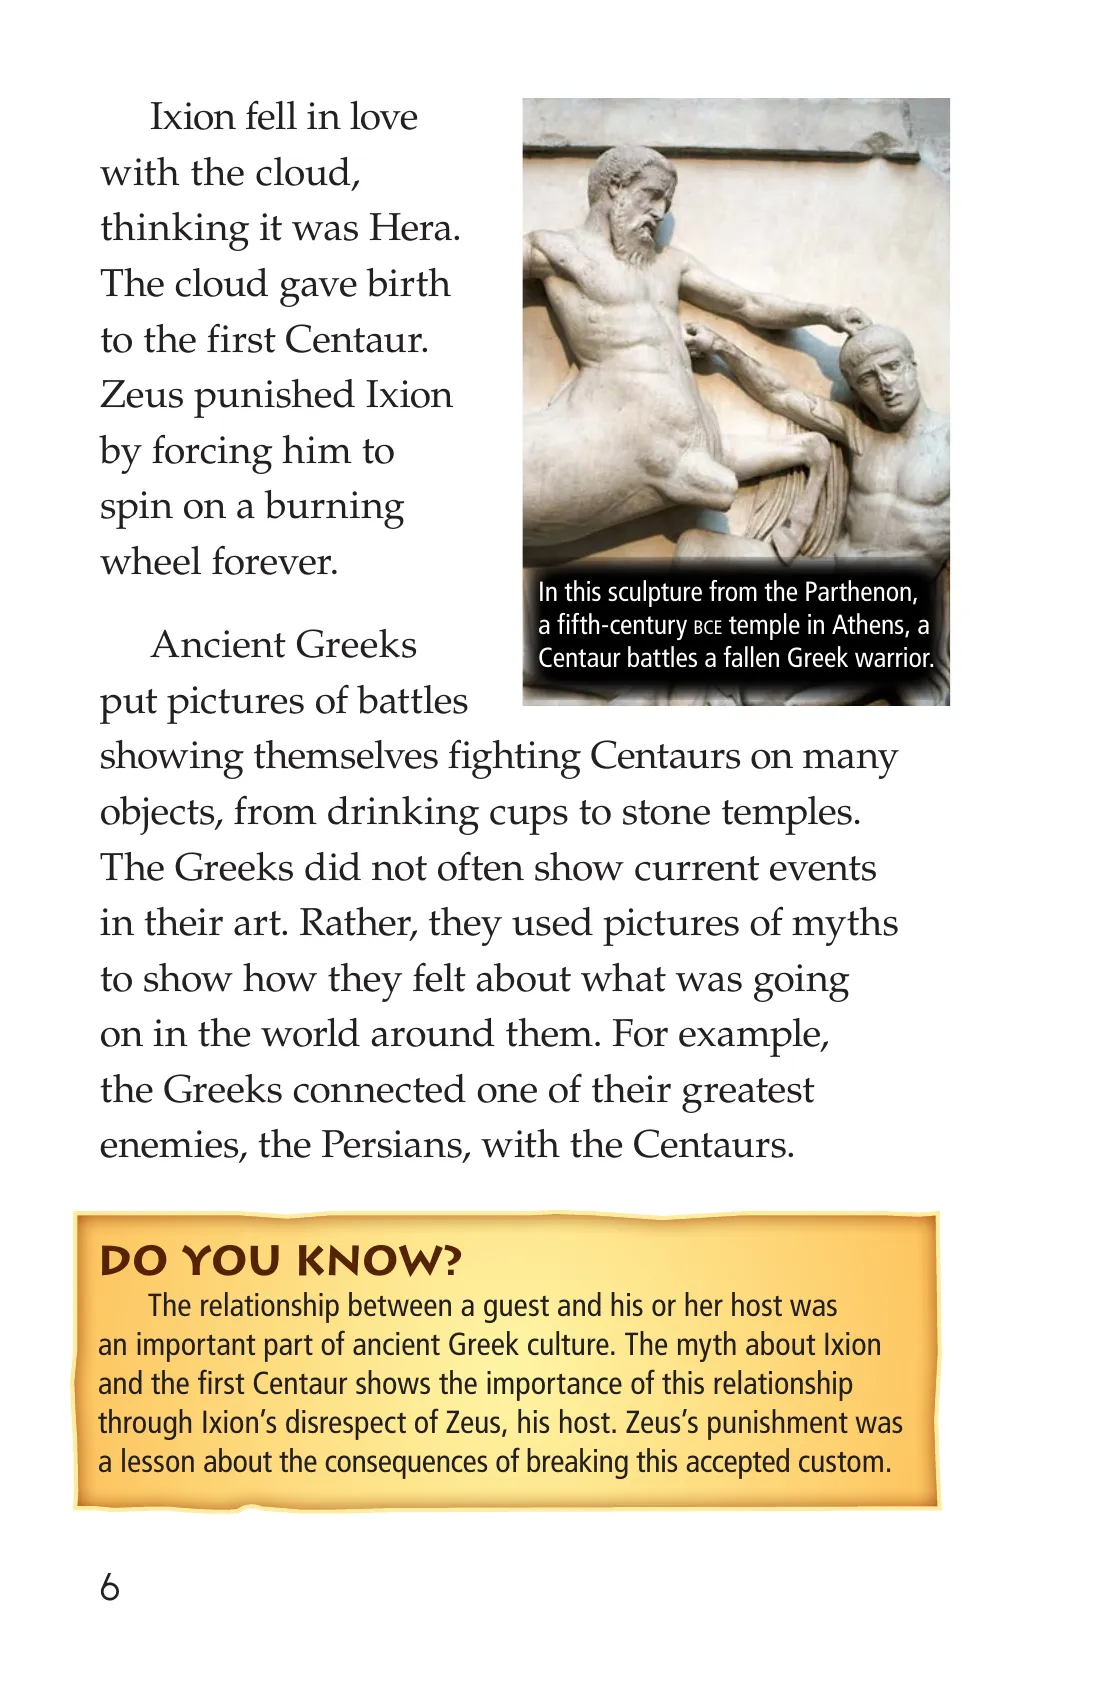 Ixion fell in love
with the cloud,
thinking it was Hera.
The cloud gave birth
to the first Centaur.
Zeus punished Ixion
by forcing him to
spin on a burning
wheel forever.
In this sculpture from the Parthenon,
a fifth-century BCE temple in Athens, a
Centaur battles a fallen Greek warrior.
Ancient Greeks
put pictures of battles
showing themselves fighting Centaurs on many
objects, from drinking cups to stone temples.
The Greeks did not often show current events
in their art. Rather, they used pictures of myths
to show how they felt about what was going
on in the world around them. For example,
the Greeks connected one of their greatest
enemies, the Persians, with the Centaurs.
DO YOU KNOW?
The relationship between a guest and his or her host was
an important part of ancient Greek culture. The myth about Ixion
and the first Centaur shows the importance of this relationship
through Ixion’s disrespect of Zeus, his host. Zeus’s punishment was
a lesson about the consequences of breaking this accepted custom.
6